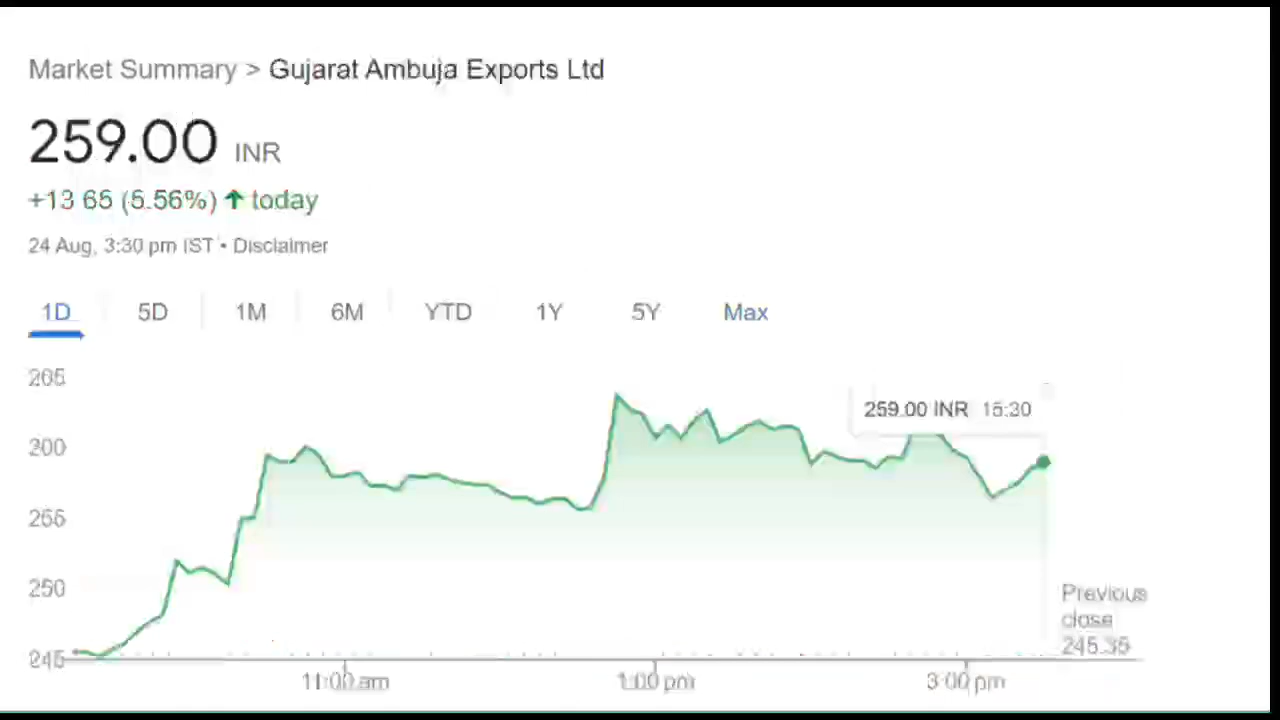 Market Summary > Gujarat Ambuja Exports Ltd
259.00 INR
+13 65 (5.56%) ↑ today
24 Aug, 3:30 pm IST • Disclaimer
1D 5D 1M 6M YTD 1Y 5Y Max
265
259.00 INR 15:30
250
Previous
close
245.35
245
11:00 am 1:00 pm 3:00 pm